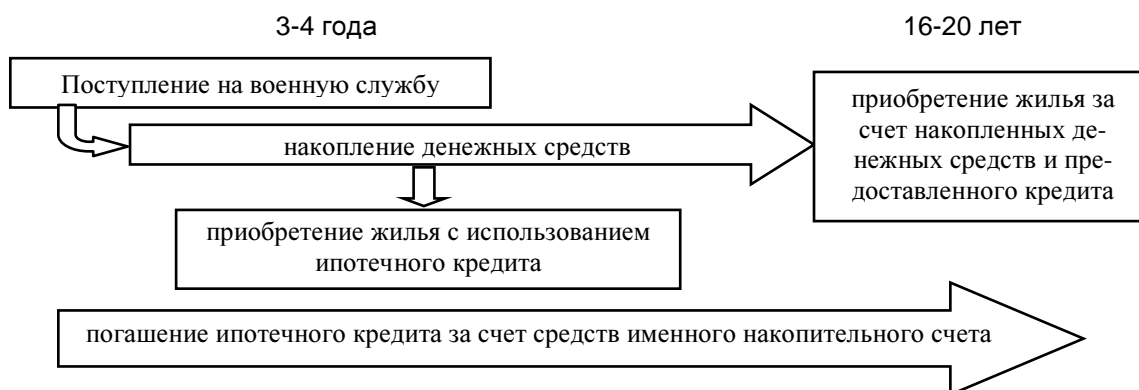 3-4 года
16-20 лет
Поступление на военную службу
накопление денежных средств
приобретение жилья за
счет накопленных де-
нежных средств и пре-
доставленного кредита
приобретение жилья с использованием
ипотечного кредита
погашение ипотечного кредита за счет средств именного накопительного счета